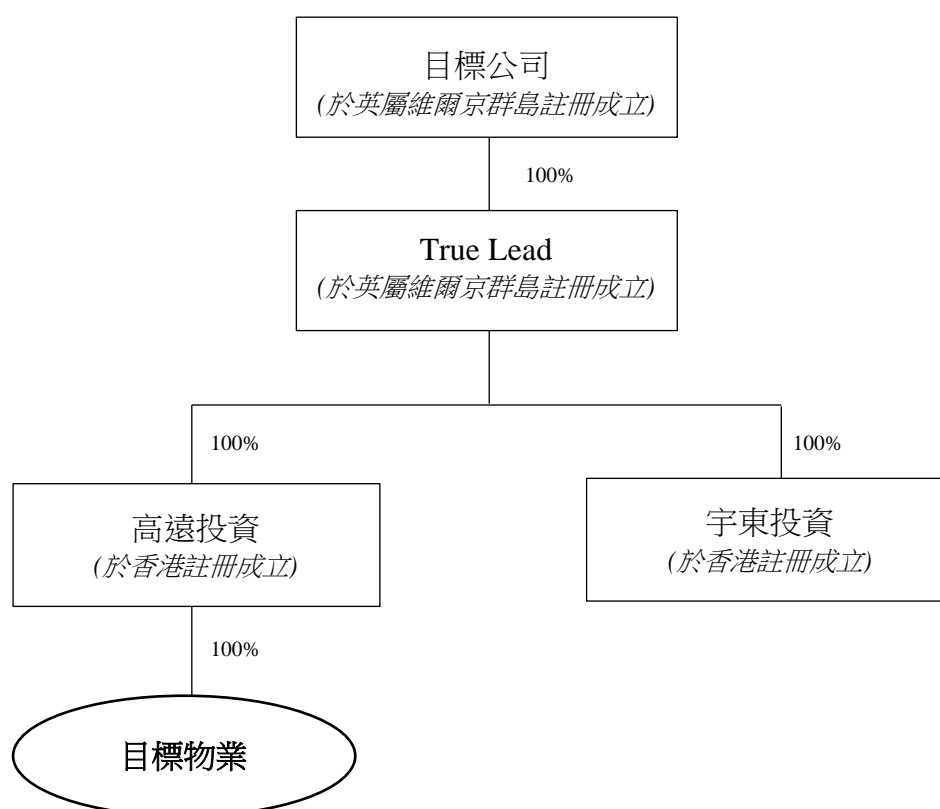 目標公司
(於英屬維爾京群島註冊成立)
100%
True Lead
(於英屬維爾京群島註冊成立)
100%
100%
高遠投資
(於香港註冊成立)
宇東投資
(於香港註冊成立)
100%
目標物業